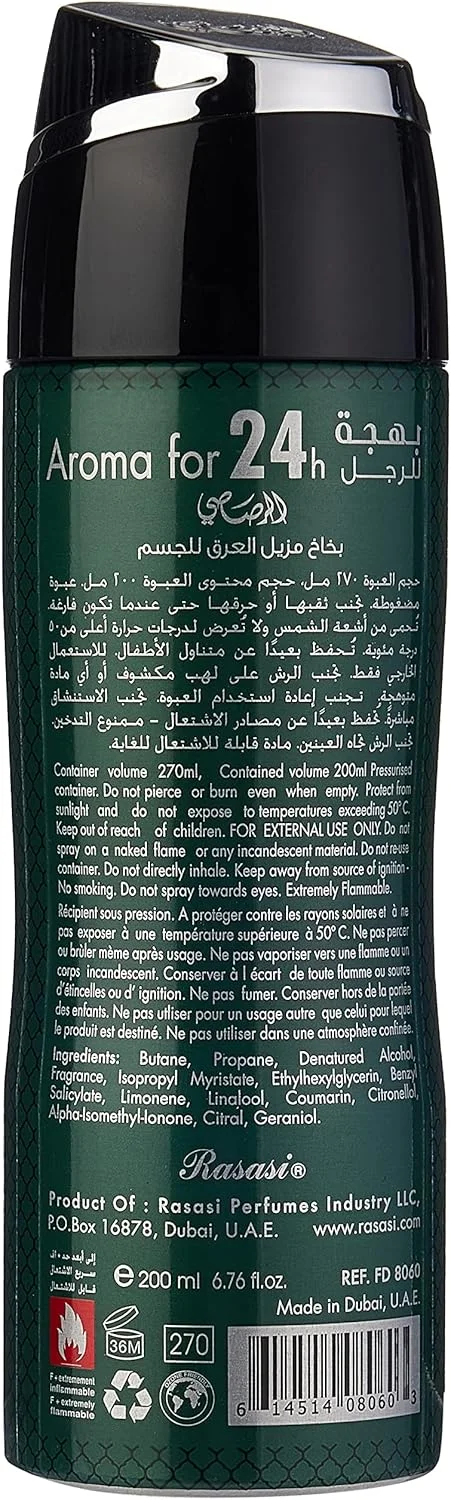 Aroma for 24h بهجة للرجل
الرصاصي
بخاخ مزيل العرق للجسم
حجم العبوة ٢٧٠ مل، حجم محتوى العبوة ٢٠٠ مل. عبوة
مضغوطة. تجنب ثقبها أو حرقها حتى عندما تكون فارغة.
تُحمى من أشعة الشمس ولا تُعرض لدرجات حرارة أعلى من ٥٠
درجة مئوية. تُحفظ بعيدًا عن متناول الأطفال. للاستعمال
الخارجي فقط. تجنب الرش على لهب مكشوف أو أي مادة
متوهجة. تجنب إعادة استخدام العبوة. تجنب الاستنشاق
مباشرةً. تُحفظ بعيدًا عن مصادر الاشتعال – ممنوع التدخين.
تجنب الرش تجاه العينين. مادة قابلة للاشتعال للغاية.
Container volume 270ml, Contained volume 200ml Pressurised
container. Do not pierce or burn even when empty. Protect from
sunlight and do not expose to temperatures exceeding 50°C.
Keep out of reach of children. FOR EXTERNAL USE ONLY. Do not
spray on a naked flame or any incandescent material. Do not re-use
container. Do not directly inhale. Keep away from source of ignition -
No smoking. Do not spray towards eyes. Extremely Flammable.
Récipient sous pression. A protéger contre les rayons solaires et à ne
pas exposer à une température supérieure à 50°C. Ne pas percer
ou brûler même après usage. Ne pas vaporiser vers une flamme ou un
corps incandescent. Conserver à l écart de toute flamme ou source
d'étincelles ou d' ignition. Ne pas fumer. Conserver hors de la portée
des enfants. Ne pas utliser pour un usage autre que celui pour lequel
le produit est destiné. Ne pas utiliser dans une atmosphère confinée.
Ingredients: Butane, Propane, Denatured Alcohol,
Fragrance, Isopropyl Myristate, Ethylhexylglycerin, Benzyl
Salicylate, Limonene, Linalool, Coumarin, Citronellol,
Alpha-Isomethyl-Ionone, Citral, Geraniol.
Rasasi®
Product Of : Rasasi Perfumes Industry LLC,
P.O.Box 16878, Dubai, U.A.E. www.rasasi.com
سريع الاشتعال
قابل للاشتعال
e 200 ml 6.76 fl.oz. REF. FD 8060
Made in Dubai, U.A.E.
36M
270
OZONE FRIENDLY
F + extremement
inflammable
F + extremely
flammable
6 14514 08060 3